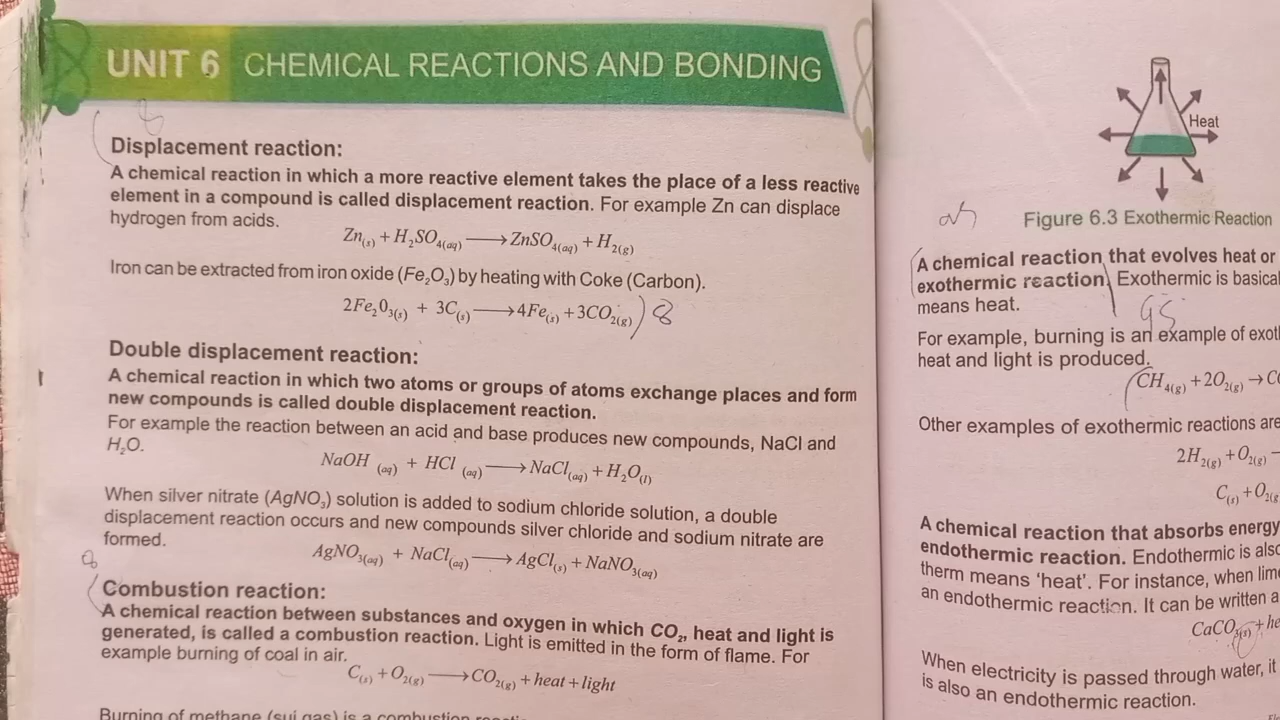 UNIT 6 CHEMICAL REACTIONS AND BONDING
Displacement reaction:
A chemical reaction in which a more reactive element takes the place of a less reactive
element in a compound is called displacement reaction. For example Zn can displace
hydrogen from acids.
Zn(s) + H₂SO₄(aq) ⟶ ZnSO₄(aq) + H₂(g)
Iron can be extracted from iron oxide (Fe₂O₃) by heating with Coke (Carbon).
2Fe₂O₃(s) + 3C(s) ⟶ 4Fe(s) + 3CO₂(g) 8
Double displacement reaction:
A chemical reaction in which two atoms or groups of atoms exchange places and form
new compounds is called double displacement reaction.
For example the reaction between an acid and base produces new compounds, NaCl and
H₂O.
NaOH (aq) + HCl (aq) ⟶ NaCl(aq) + H₂O(l)
When silver nitrate (AgNO₃) solution is added to sodium chloride solution, a double
displacement reaction occurs and new compounds silver chloride and sodium nitrate are
formed.
AgNO₃(aq) + NaCl(aq) ⟶ AgCl(s) + NaNO₃(aq)
Combustion reaction:
A chemical reaction between substances and oxygen in which CO₂, heat and light is
generated, is called a combustion reaction. Light is emitted in the form of flame. For
example burning of coal in air.
C(s) + O₂(g) ⟶ CO₂(g) + heat + light
Burning of methane (sui gas) is a combustion
Heat
Figure 6.3 Exothermic Reaction
A chemical reaction that evolves heat or
exothermic reaction. Exothermic is
means heat.
For example, burning is an example of
heat and light is produced.
CH₄(g) + 2O₂(g) →
Other examples of exothermic reactions are
2H₂(g) + O₂(g)
C(s) + O₂(g
A chemical reaction that absorbs energy
endothermic reaction. Endothermic is
therm means 'heat'. For instance, when
an endothermic reaction. It can be written
CaCO₃(s) +
When electricity is passed through water, it
is also an endothermic reaction.